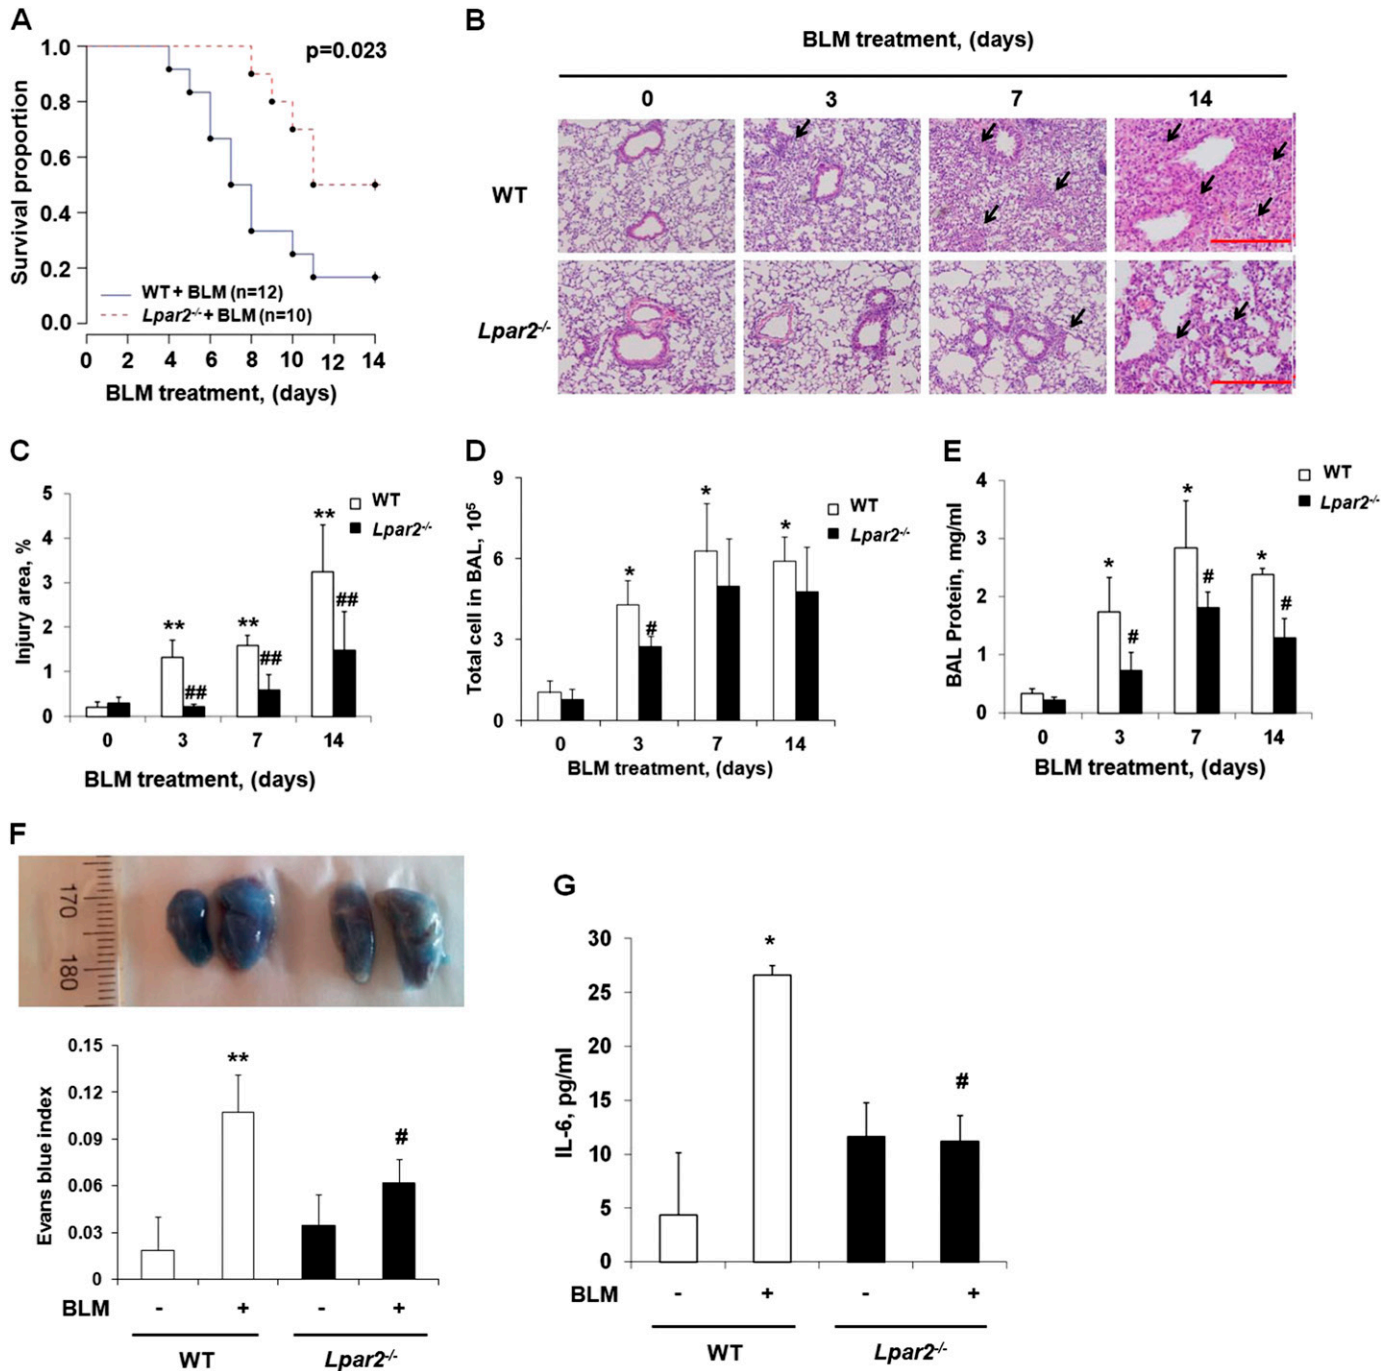 A
p=0.023
Survival proportion
1.0
0.8
0.6
0.4
0.2
0.0
WT + BLM (n=12)
Lpar2-/- + BLM (n=10)
0 2 4 6 8 10 12 14
BLM treatment, (days)
B
BLM treatment, (days)
0 3 7 14
WT
Lpar2-/-
C
Injury area, %
5
4
3
2
1
0
WT
Lpar2-/-
** ** **
## ## ##
0 3 7 14
BLM treatment, (days)
D
Total cell in BAL, 10⁵
9
6
3
0
WT
Lpar2-/-
* * *
#
0 3 7 14
BLM treatment, (days)
E
BAL Protein, mg/ml
4
3
2
1
0
WT
Lpar2-/-
* * *
# # #
0 3 7 14
BLM treatment, (days)
F
170
180
Evans blue index
0.15
0.12
0.09
0.06
0.03
0
**
#
BLM - + - +
WT Lpar2-/-
G
IL-6, pg/ml
30
25
20
15
10
5
0
*
#
BLM - + - +
WT Lpar2-/-